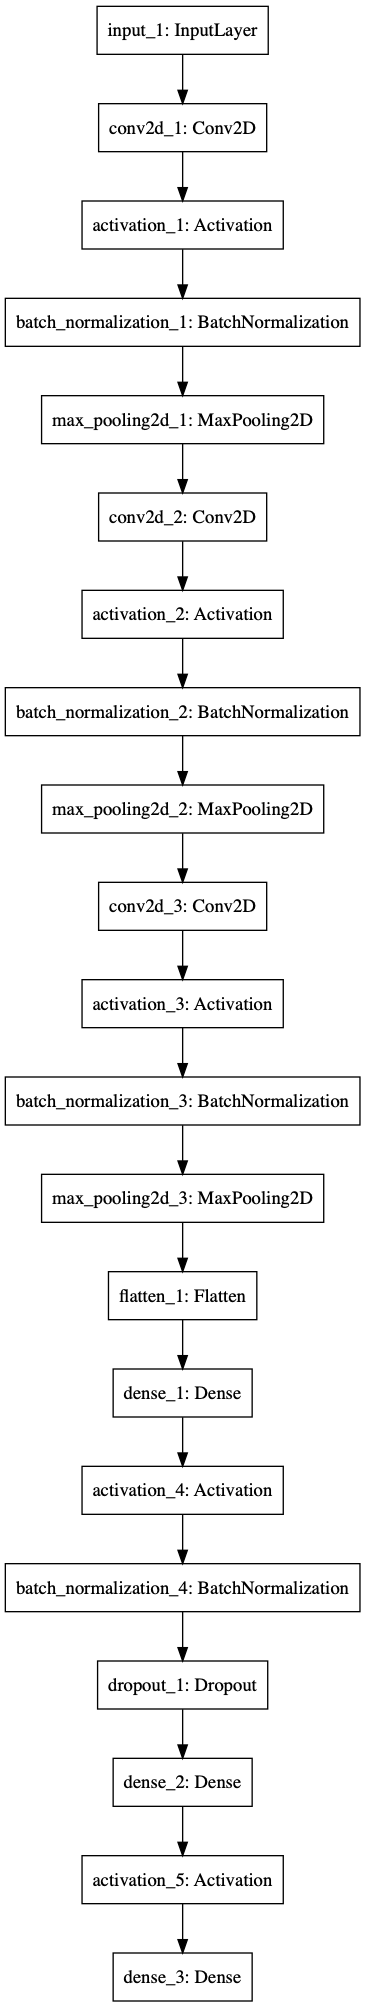 input_1: InputLayer
conv2d_1: Conv2D
activation_1: Activation
batch_normalization_1: BatchNormalization
max_pooling2d_1: MaxPooling2D
conv2d_2: Conv2D
activation_2: Activation
batch_normalization_2: BatchNormalization
max_pooling2d_2: MaxPooling2D
conv2d_3: Conv2D
activation_3: Activation
batch_normalization_3: BatchNormalization
max_pooling2d_3: MaxPooling2D
flatten_1: Flatten
dense_1: Dense
activation_4: Activation
batch_normalization_4: BatchNormalization
dropout_1: Dropout
dense_2: Dense
activation_5: Activation
dense_3: Dense